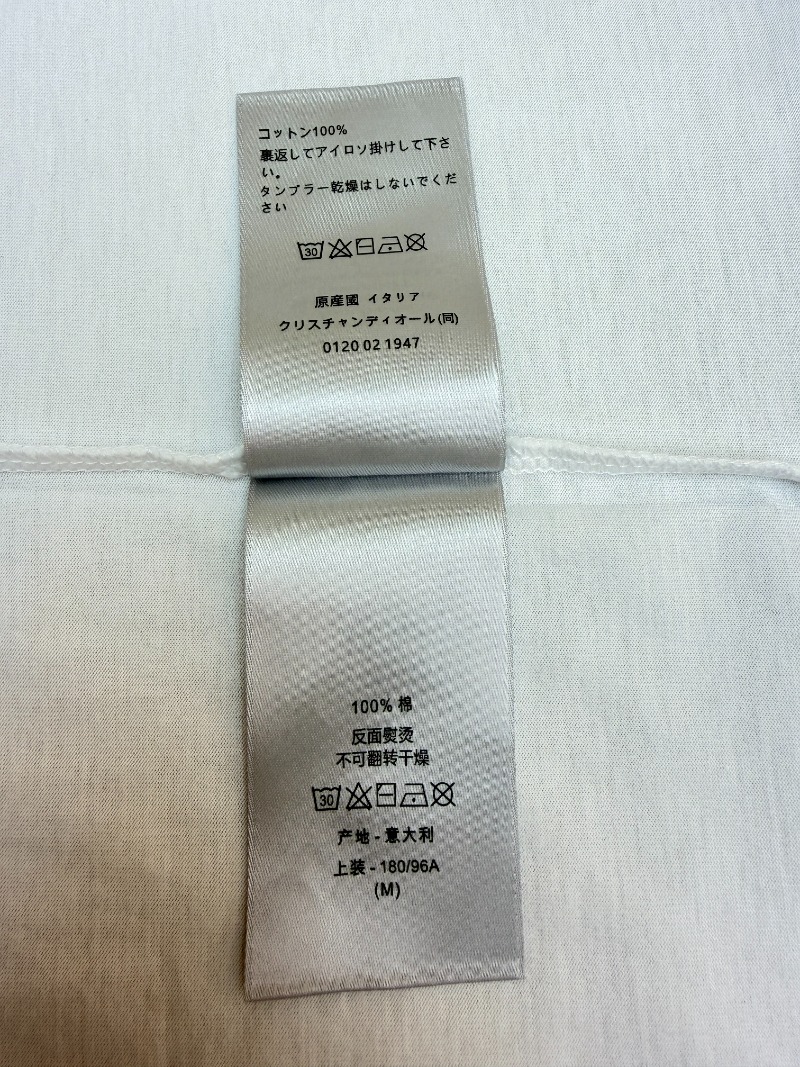 コットン100%
裏返してアイロソ掛けして下さ
い。
タンブラー乾燥はしないでくだ
さい
30
原産國 イタリア
クリスチャンディオール(同)
0120 02 1947
100% 棉
反面熨烫
不可翻转干燥
30
产地 - 意大利
上装 - 180/96A
(M)